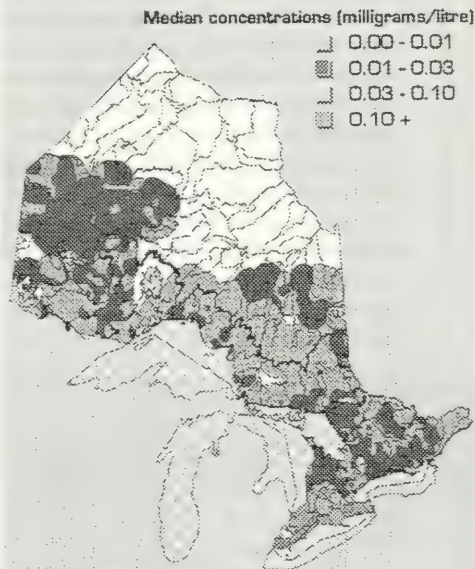 Median concentrations (milligrams/litre)
0.00 - 0.01
0.01 - 0.03
0.03 - 0.10
0.10 +